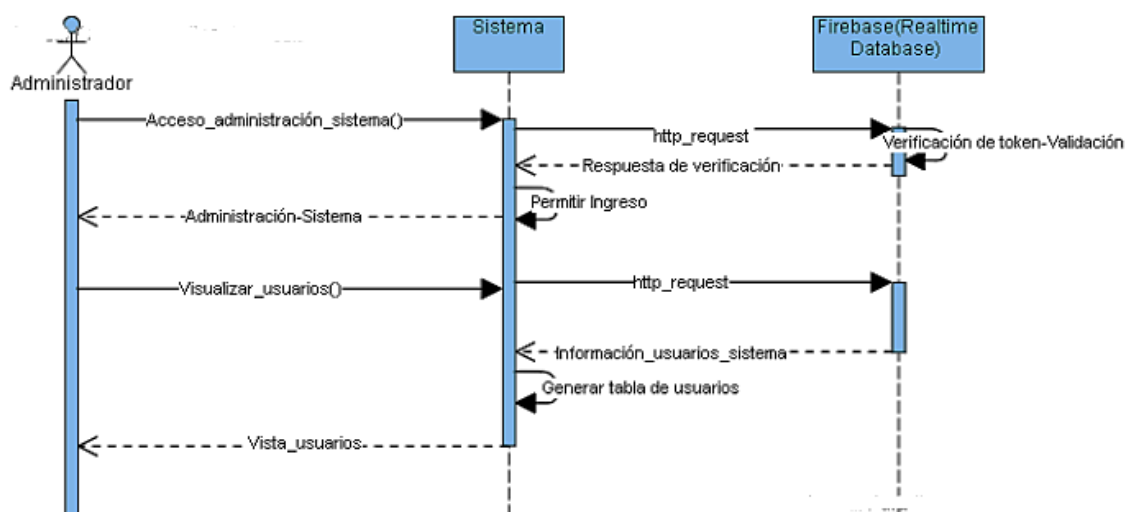 Sistema
Firebase(Realtime
Database)
Administrador
Acceso_administración_sistema()
http_request
Verificación de token-Validación
Respuesta de verificación
Permitir Ingreso
Administración-Sistema
Visualizar_usuarios()
http_request
Información_usuarios_sistema
Generar tabla de usuarios
Vista_usuarios